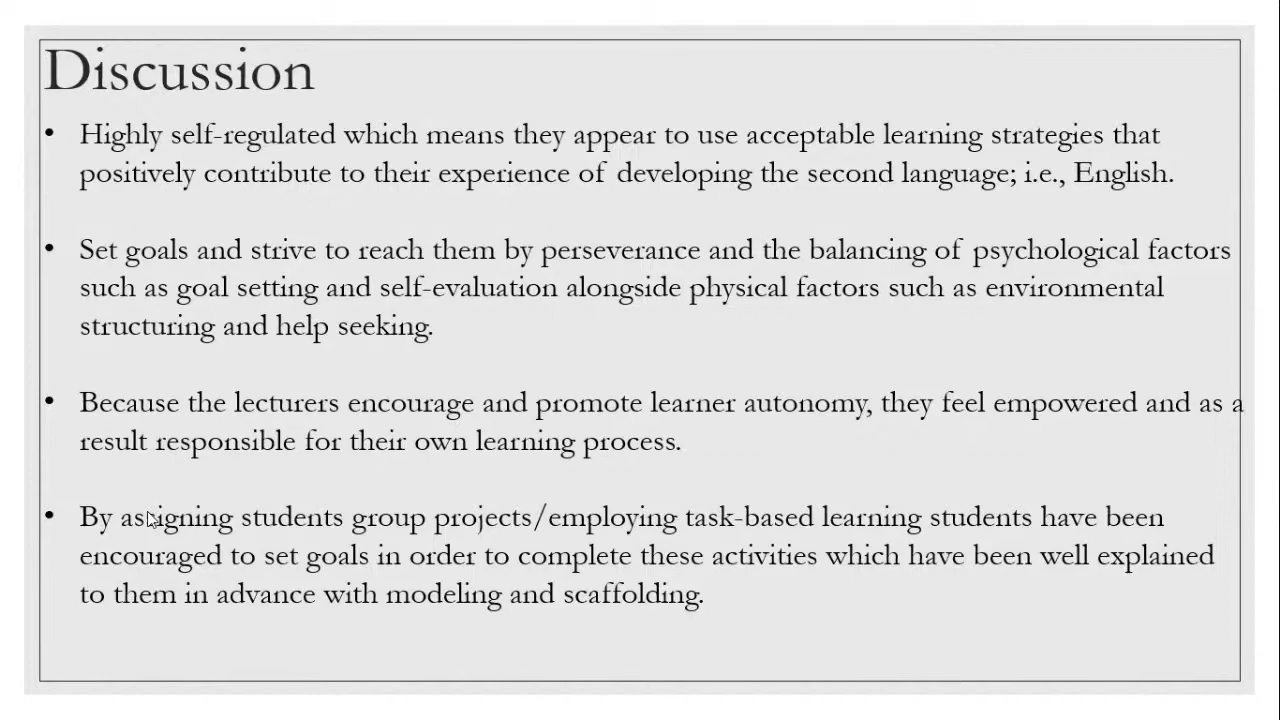 Discussion
• Highly self-regulated which means they appear to use acceptable learning strategies that
positively contribute to their experience of developing the second language; i.e., English.
• Set goals and strive to reach them by perseverance and the balancing of psychological factors
such as goal setting and self-evaluation alongside physical factors such as environmental
structuring and help seeking.
• Because the lecturers encourage and promote learner autonomy, they feel empowered and as a
result responsible for their own learning process.
• By assigning students group projects/employing task-based learning students have been
encouraged to set goals in order to complete these activities which have been well explained
to them in advance with modeling and scaffolding.